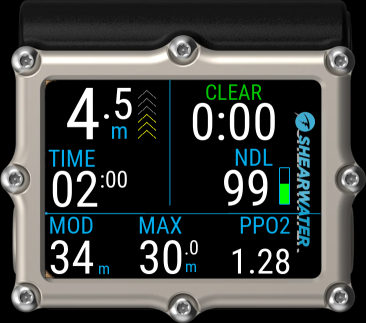 4.5 m
CLEAR
0:00
TIME
02:00
NDL
99
SHEARWATER
MOD
34 m
MAX
30.0 m
PPO2
1.28